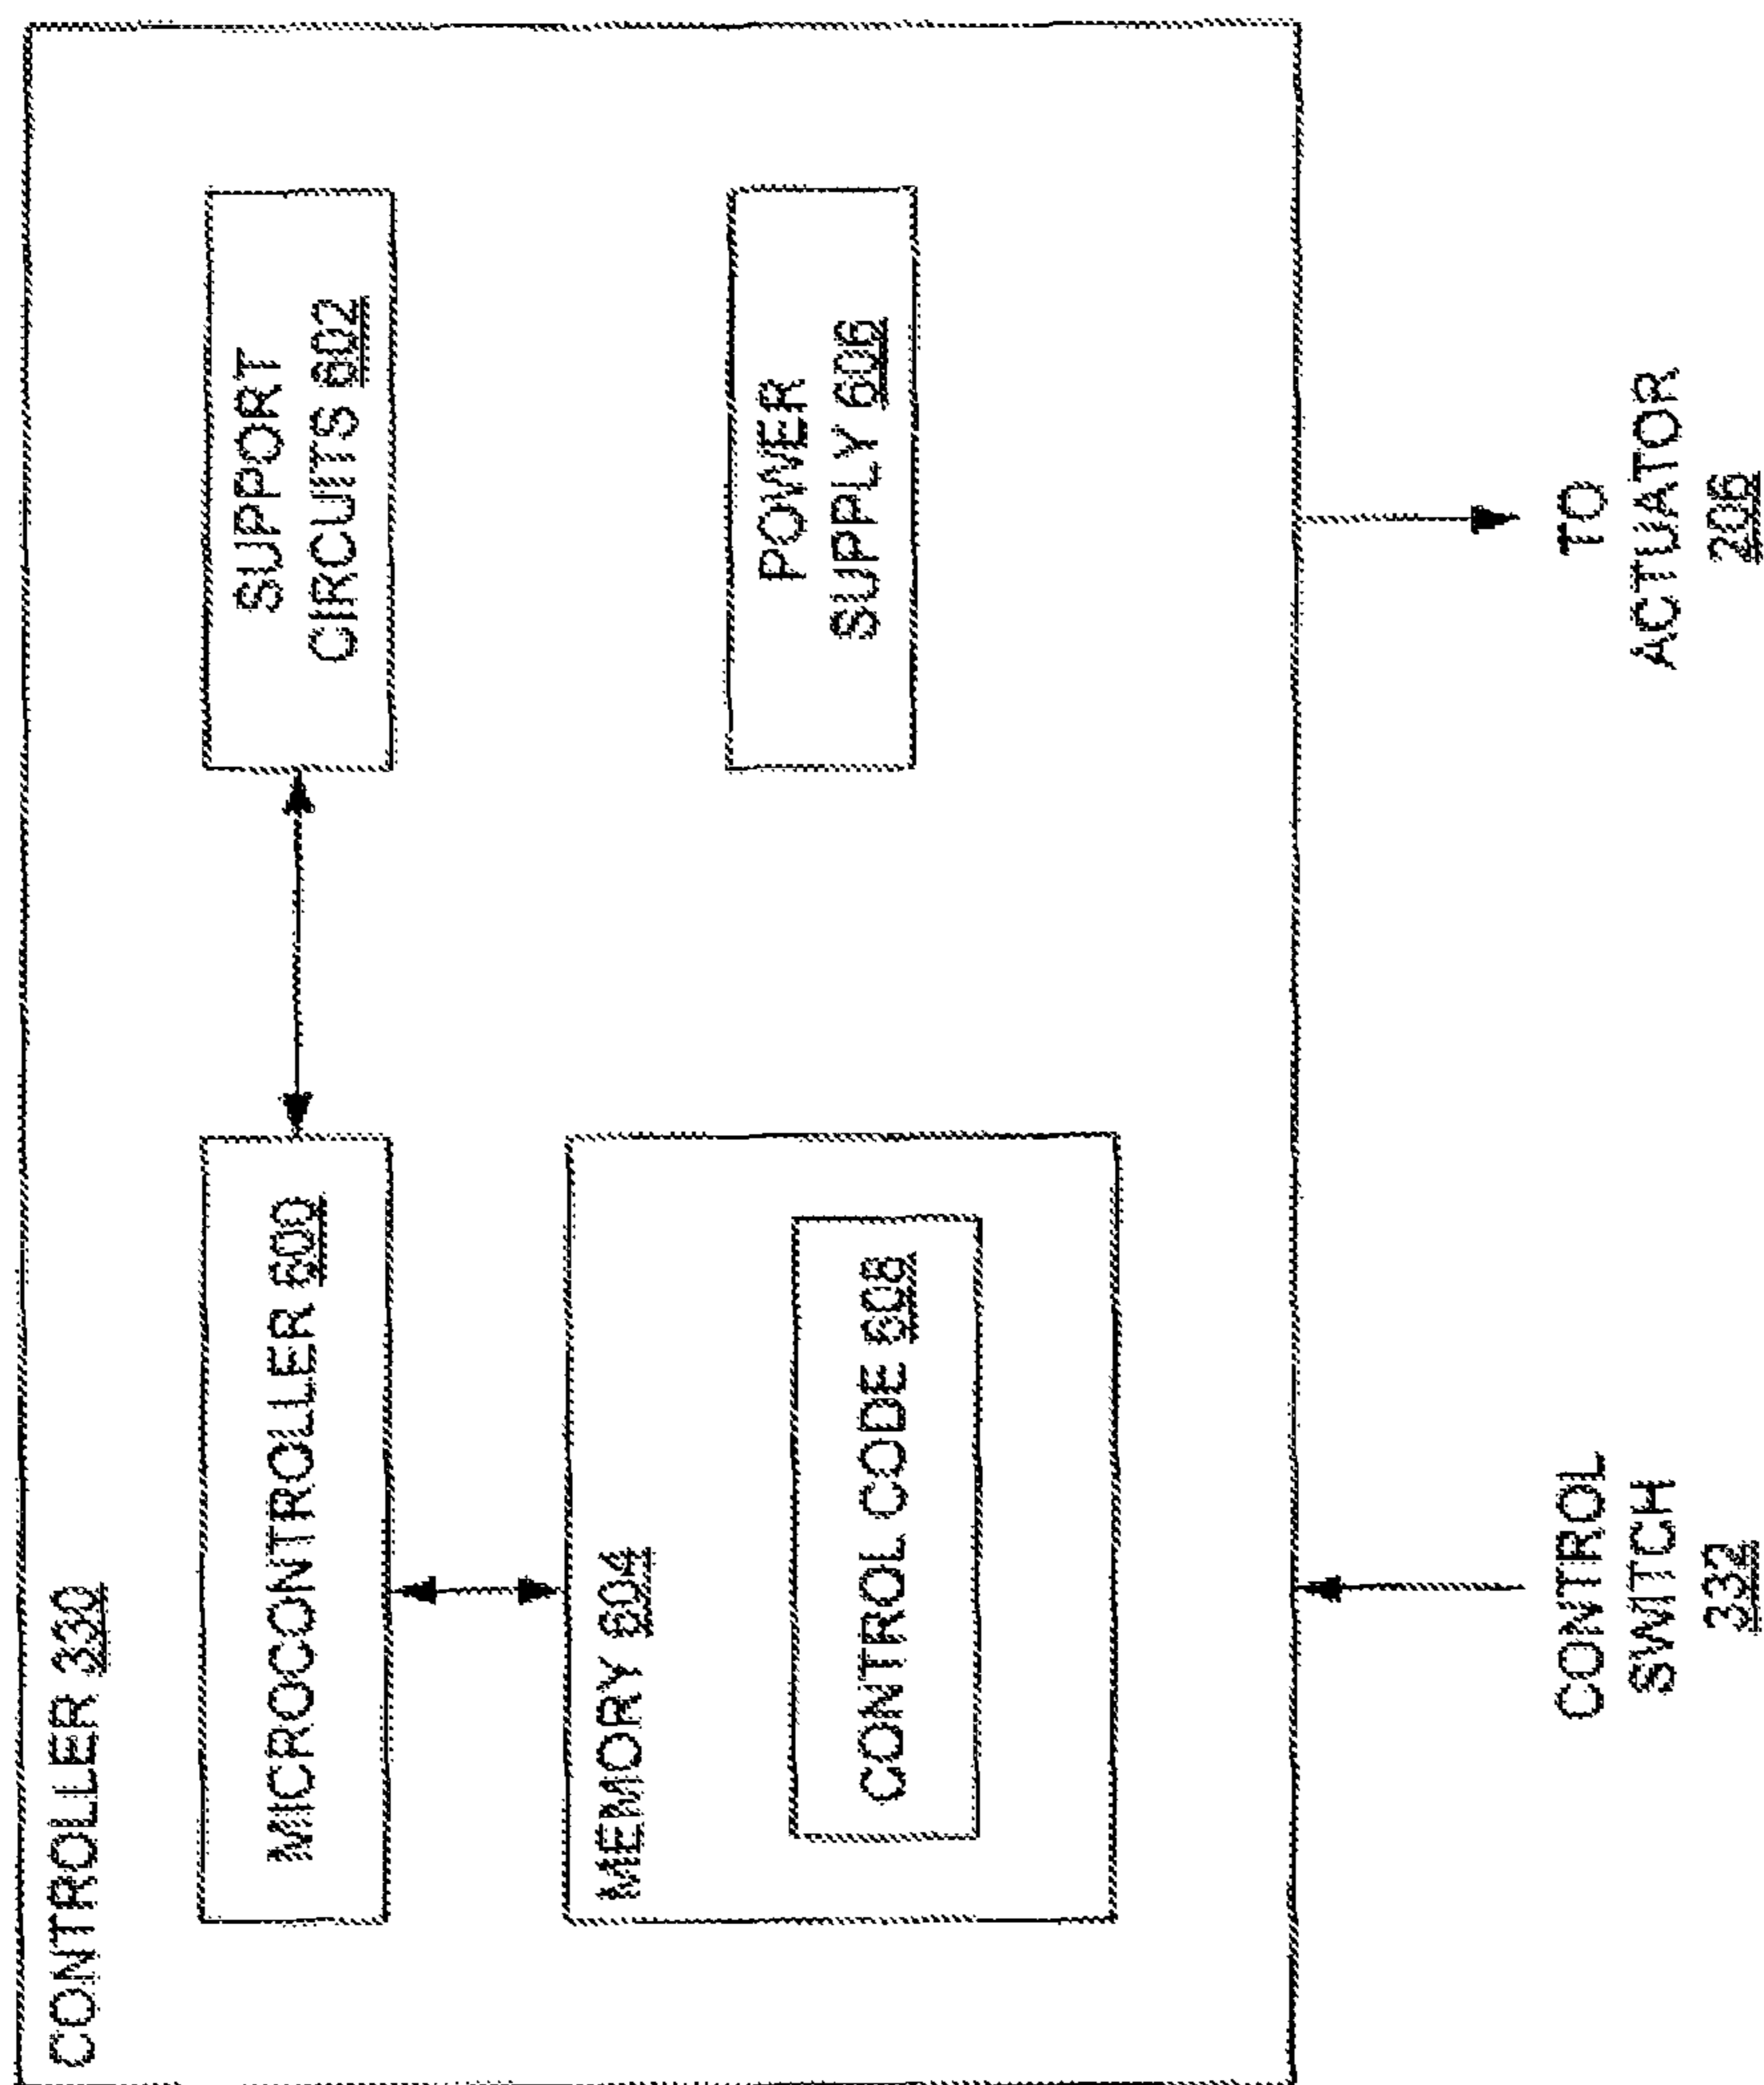 CONTROLLER 330
MICROCONTROLLER 600
SUPPORT
CIRCUITS 602
MEMORY 604
CONTROL CODE 608
POWER
SUPPLY 606
CONTROL
SWITCH
332
TO
ACTUATOR
206